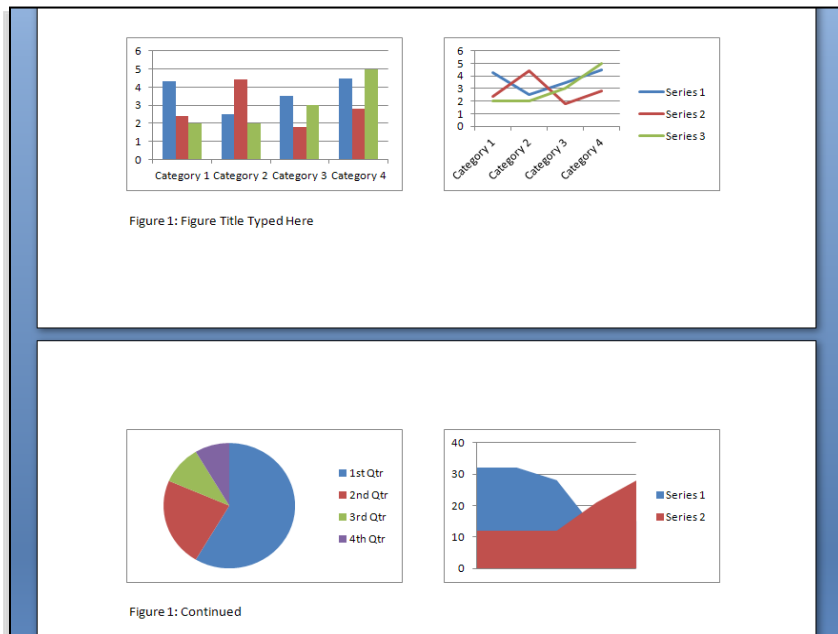 6
5
4
3
2
1
0
Category 1 Category 2 Category 3 Category 4
6
5
4
3
2
1
0
Category 1
Category 2
Category 3
Category 4
Series 1
Series 2
Series 3
Figure 1: Figure Title Typed Here
1st Qtr
2nd Qtr
3rd Qtr
4th Qtr
40
30
20
10
0
Series 1
Series 2
Figure 1: Continued